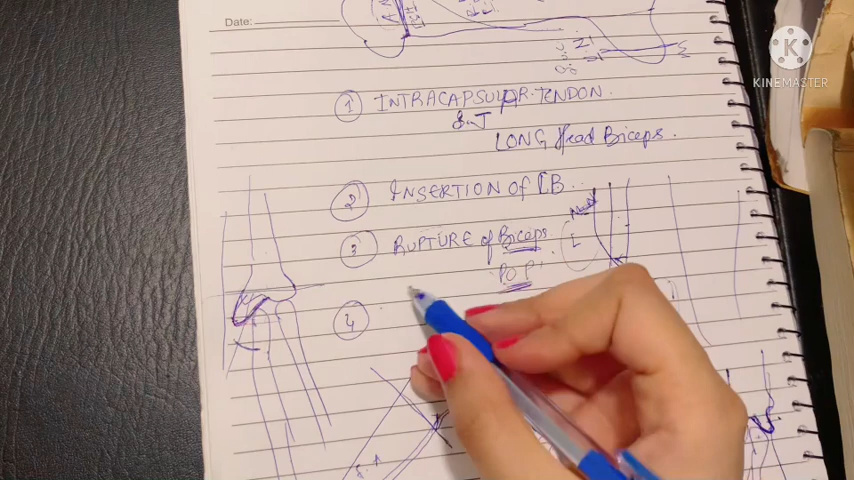 Date:
① INTRACAPSULAR TENDON
LONG Head Biceps.
② INSERTION of LB
③ RUPTURE of Biceps
POP
④
KINEMASTER